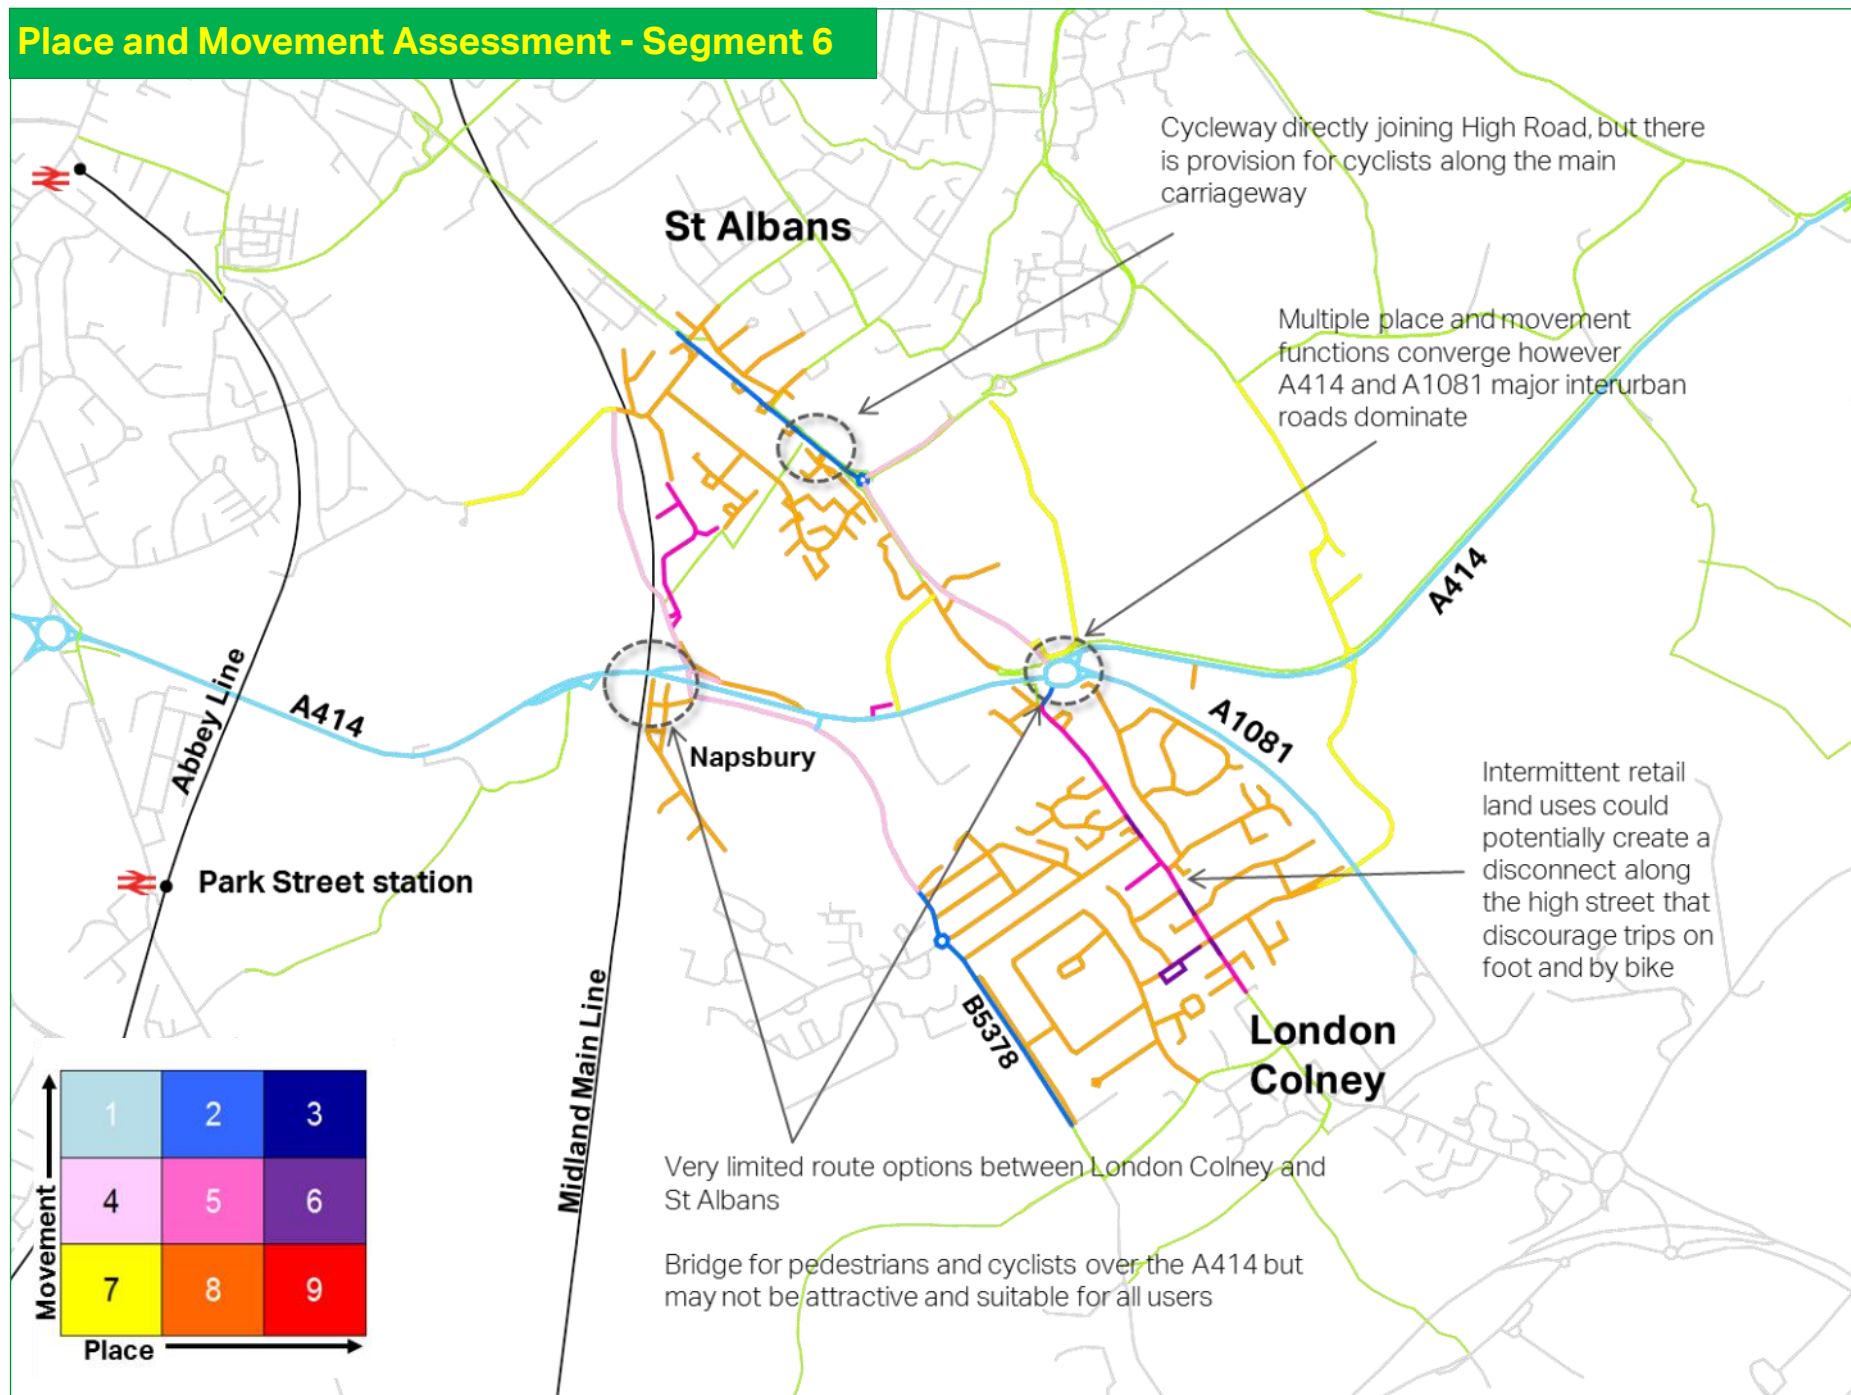 Place and Movement Assessment - Segment 6
Cycleway directly joining High Road, but there
is provision for cyclists along the main
carriageway
St Albans
Multiple place and movement
functions converge however
A414 and A1081 major interurban
roads dominate
A414
Abbey Line
A414
A1081
Napsbury
Intermittent retail
land uses could
potentially create a
disconnect along
the high street that
discourage trips on
foot and by bike
Park Street station
Midland Main Line
B5378
London
Colney
Very limited route options between London Colney and
St Albans
Bridge for pedestrians and cyclists over the A414 but
may not be attractive and suitable for all users
Movement
1 2 3
4 5 6
7 8 9
Place